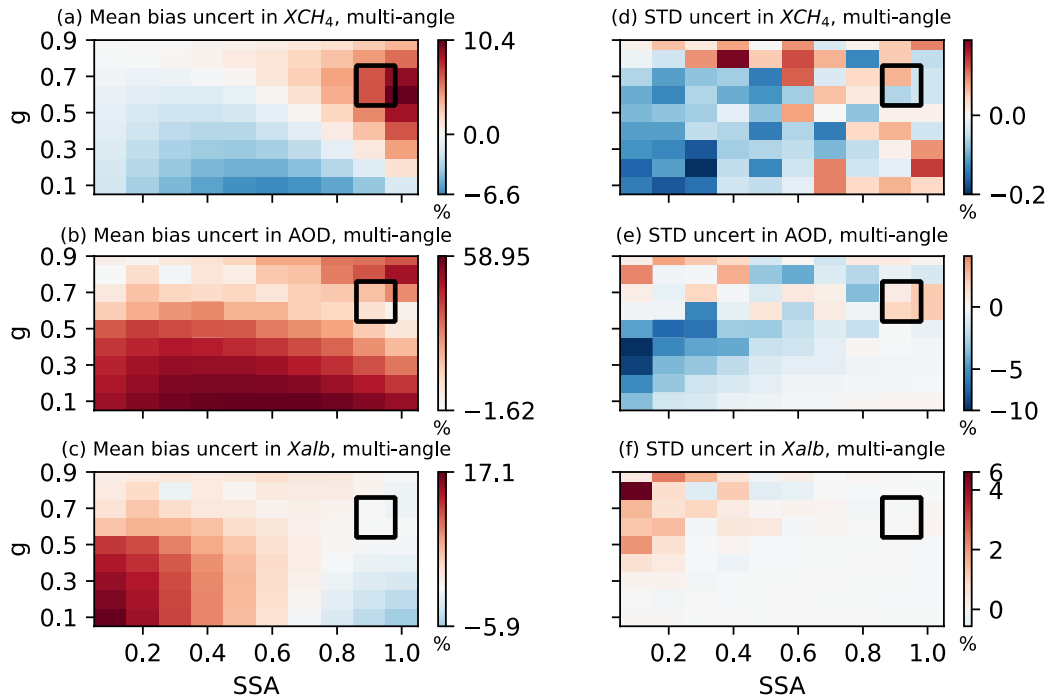 (a) Mean bias uncert in XCH₄, multi-angle
0.9
0.7
0.5
0.3
0.1
g
10.4
0.0
−6.6
%
(d) STD uncert in XCH₄, multi-angle
0.0
−0.2
%
(b) Mean bias uncert in AOD, multi-angle
0.9
0.7
0.5
0.3
0.1
g
58.95
−1.62
%
(e) STD uncert in AOD, multi-angle
0
−5
−10
%
(c) Mean bias uncert in Xalb, multi-angle
0.9
0.7
0.5
0.3
0.1
g
17.1
−5.9
%
0.2 0.4 0.6 0.8 1.0
SSA
(f) STD uncert in Xalb, multi-angle
6
4
2
0
%
0.2 0.4 0.6 0.8 1.0
SSA